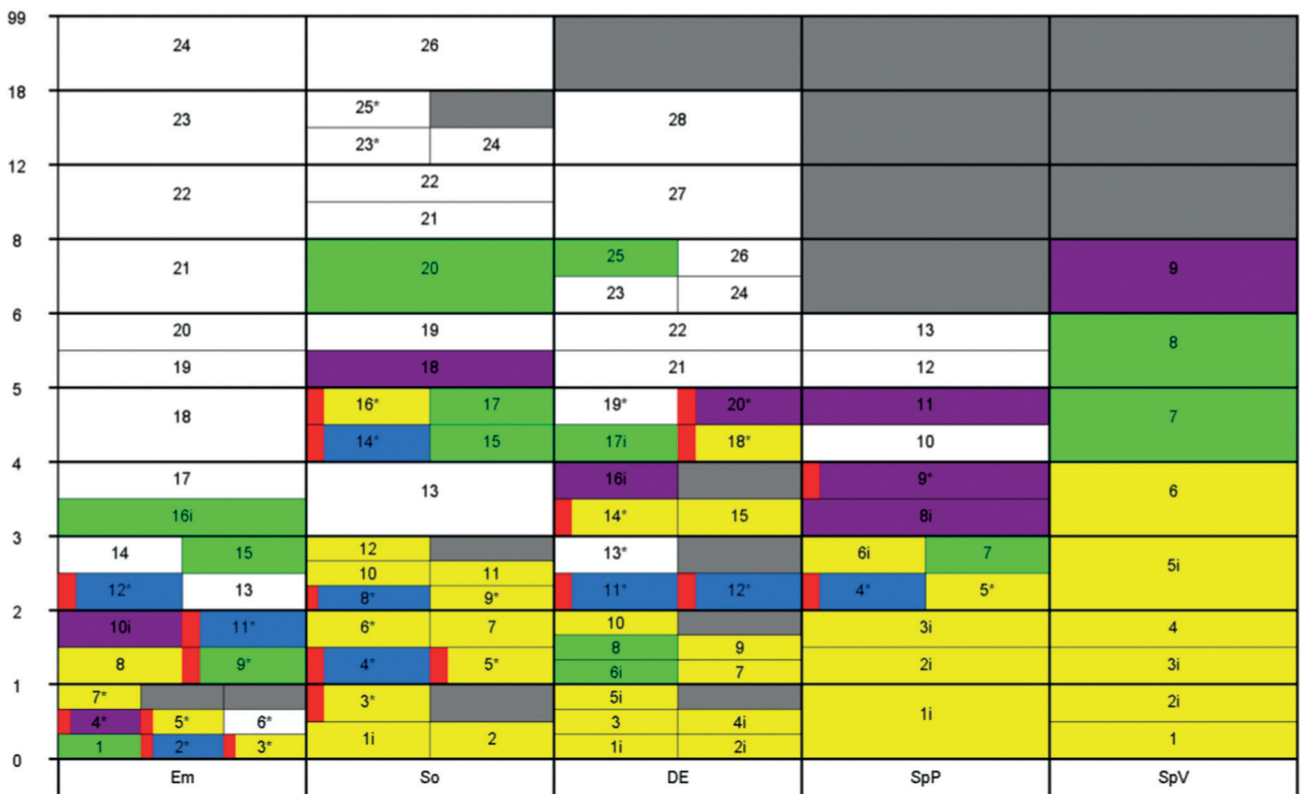 99
24 26
18
25*
23 28
23* 24
12
22
22 27
21
8
25 26
21 20 9
23 24
6
20 19 22 13
8
19 18 21 12
5
16* 17 19* 20* 11
18 7
14* 15 17i 18* 10
4
17 16i 9*
13 6
16i 14* 15 8i
3
14 15 12 13* 6i 7
10 11 5i
12* 13 8* 9* 11* 12* 4* 5*
2
10i 11* 6* 7 10 3i 4
8 9
8 9* 4* 5* 6i 7 2i 3i
1
7* 3* 5i 2i
4* 5* 6* 3 4i 1i
1 2* 3* 1i 2 1i 2i 1
0
Em So DE SpP SpV